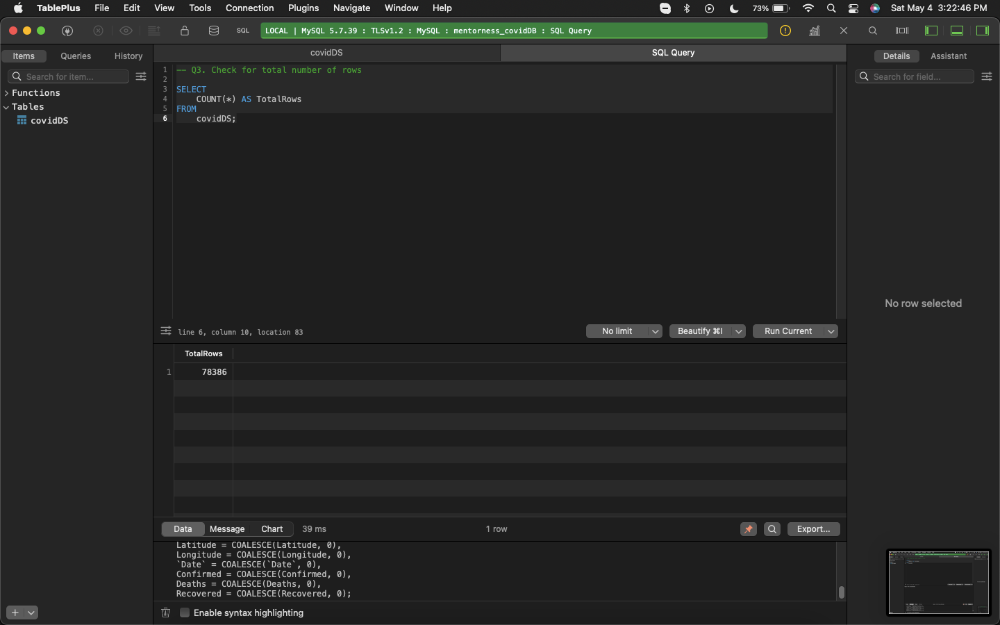 TablePlus File Edit View Tools Connection Plugins Navigate Window Help 73% Sat May 4 3:22:46 PM
SQL LOCAL | MySQL 5.7.39 : TLSv1.2 : MySQL : mentorness_covidDB : SQL Query
Items Queries History
covidDS SQL Query
Details Assistant
Search for item...
Search for field...
Functions
Tables
covidDS
1 -- Q3. Check for total number of rows
2
3 SELECT
4 COUNT(*) AS TotalRows
5 FROM
6 covidDS;
No row selected
line 6, column 10, location 83
No limit Beautify ⌘I Run Current
TotalRows
1 78386
Data Message Chart 39 ms 1 row Export...
Latitude = COALESCE(Latitude, 0),
Longitude = COALESCE(Longitude, 0),
`Date` = COALESCE(`Date`, 0),
Confirmed = COALESCE(Confirmed, 0),
Deaths = COALESCE(Deaths, 0),
Recovered = COALESCE(Recovered, 0);
Enable syntax highlighting